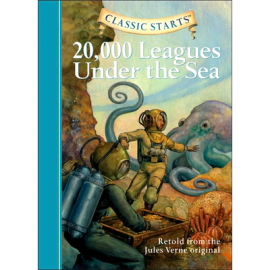 CLASSIC STARTS®
20,000 Leagues
Under the Sea
Retold from the
Jules Verne original